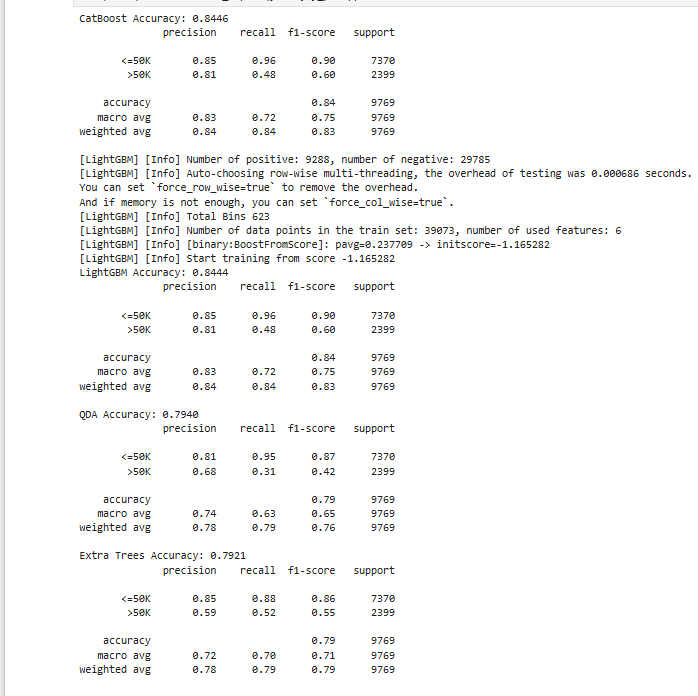 CatBoost Accuracy: 0.8446
precision recall f1-score support
<=50K 0.85 0.96 0.90 7370
>50K 0.81 0.48 0.60 2399
accuracy 0.84 9769
macro avg 0.83 0.72 0.75 9769
weighted avg 0.84 0.84 0.83 9769
[LightGBM] [Info] Number of positive: 9288, number of negative: 29785
[LightGBM] [Info] Auto-choosing row-wise multi-threading, the overhead of testing was 0.000686 seconds.
You can set `force_row_wise=true` to remove the overhead.
And if memory is not enough, you can set `force_col_wise=true`.
[LightGBM] [Info] Total Bins 623
[LightGBM] [Info] Number of data points in the train set: 39073, number of used features: 6
[LightGBM] [Info] [binary:BoostFromScore]: pavg=0.237709 -> initscore=-1.165282
[LightGBM] [Info] Start training from score -1.165282
LightGBM Accuracy: 0.8444
precision recall f1-score support
<=50K 0.85 0.96 0.90 7370
>50K 0.81 0.48 0.60 2399
accuracy 0.84 9769
macro avg 0.83 0.72 0.75 9769
weighted avg 0.84 0.84 0.83 9769
QDA Accuracy: 0.7940
precision recall f1-score support
<=50K 0.81 0.95 0.87 7370
>50K 0.68 0.31 0.42 2399
accuracy 0.79 9769
macro avg 0.74 0.63 0.65 9769
weighted avg 0.78 0.79 0.76 9769
Extra Trees Accuracy: 0.7921
precision recall f1-score support
<=50K 0.85 0.88 0.86 7370
>50K 0.59 0.52 0.55 2399
accuracy 0.79 9769
macro avg 0.72 0.70 0.71 9769
weighted avg 0.78 0.79 0.79 9769